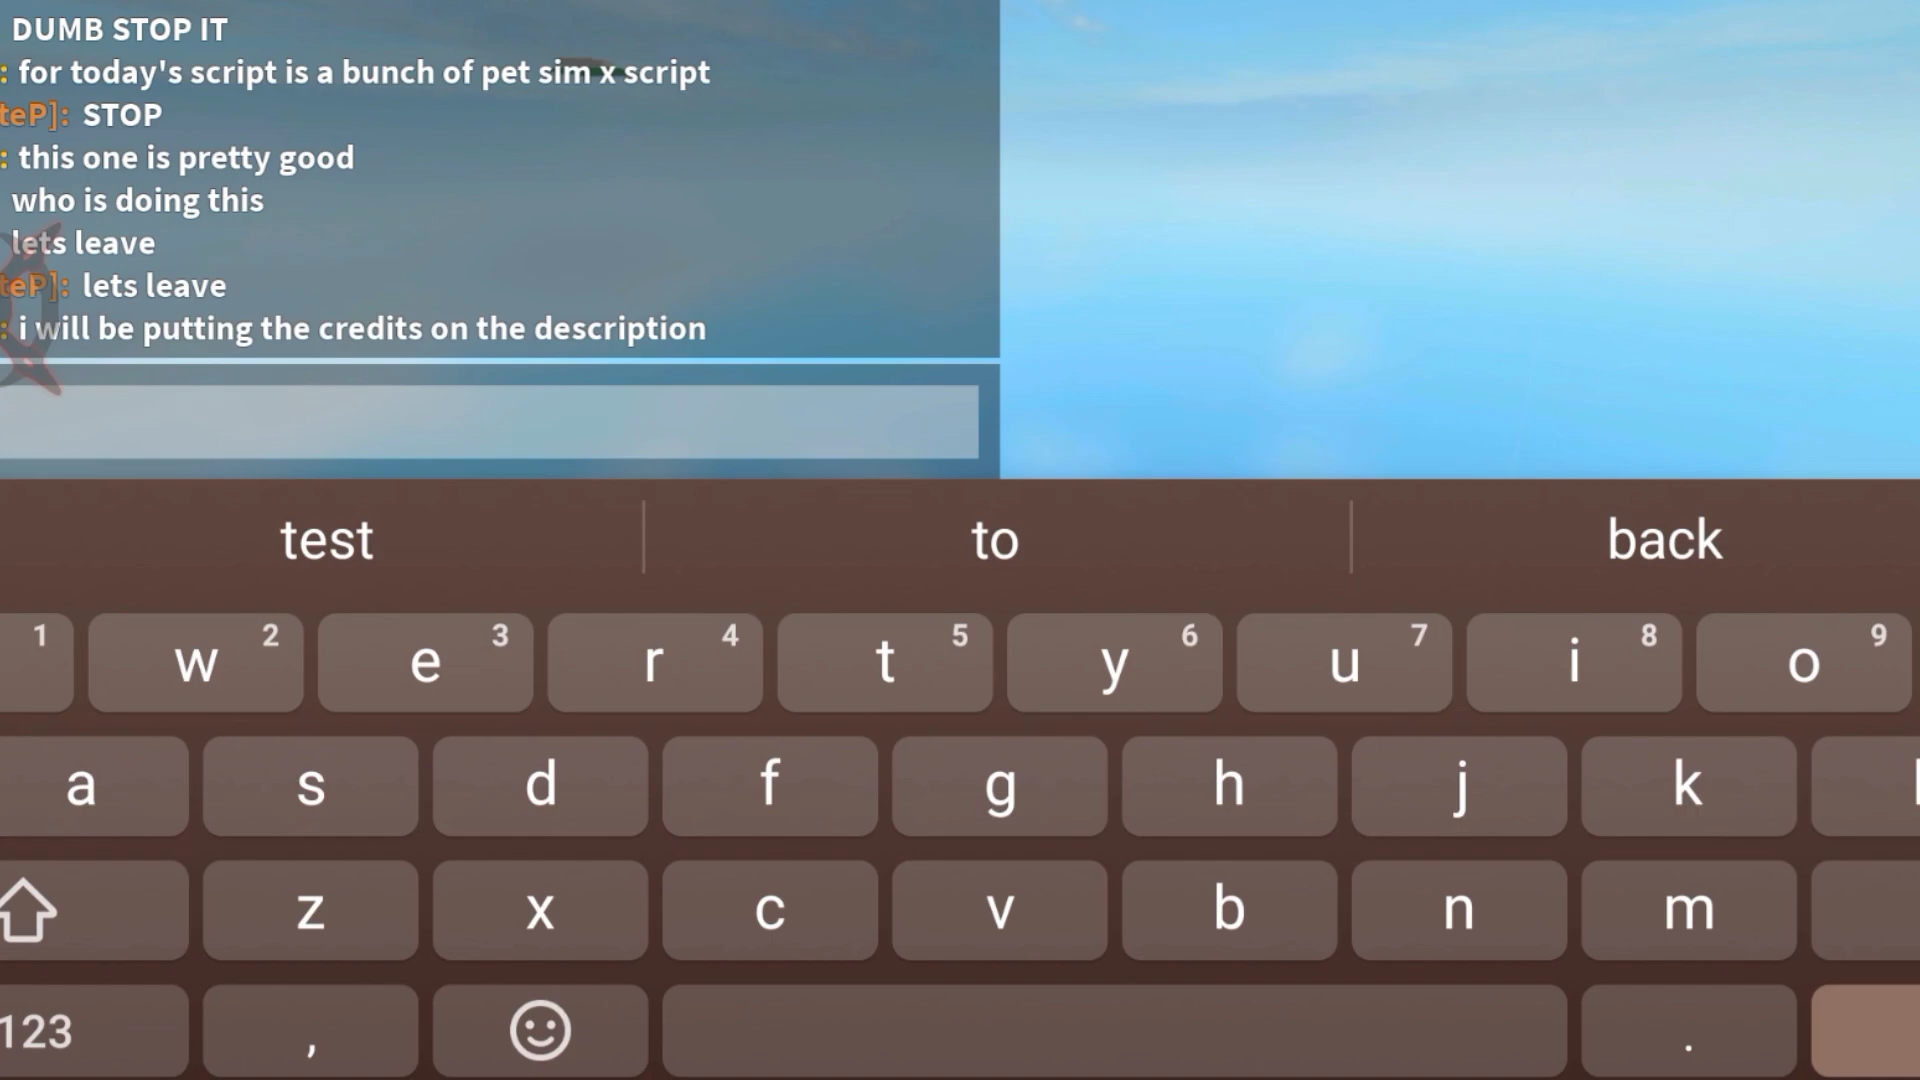 DUMB STOP IT
: for today's script is a bunch of pet sim x script
teP]: STOP
: this one is pretty good
who is doing this
lets leave
teP]: lets leave
: i will be putting the credits on the description
test to back
1 w 2 e 3 r 4 t 5 y 6 u 7 i 8 o 9
a s d f g h j k
z x c v b n m
123 , .